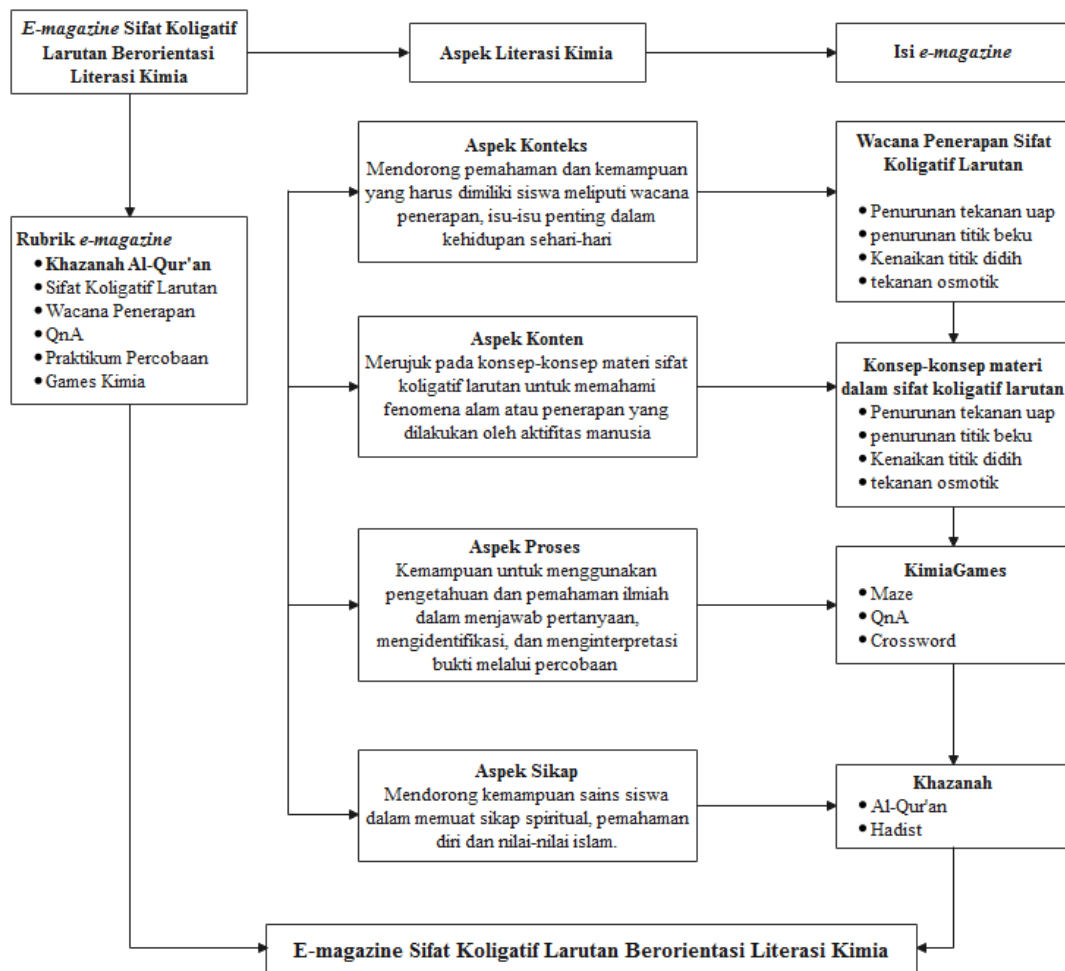 E-magazine Sifat Koligatif
Larutan Berorientasi
Literasi Kimia
Aspek Literasi Kimia
Isi e-magazine
Rubrik e-magazine
• Khazanah Al-Qur'an
• Sifat Koligatif Larutan
• Wacana Penerapan
• QnA
• Praktikum Percobaan
• Games Kimia
Aspek Konteks
Mendorong pemahaman dan kemampuan
yang harus dimiliki siswa meliputi wacana
penerapan, isu-isu penting dalam
kehidupan sehari-hari
Wacana Penerapan Sifat
Koligatif Larutan
• Penurunan tekanan uap
• penurunan titik beku
• Kenaikan titik didih
• tekanan osmotik
Aspek Konten
Merujuk pada konsep-konsep materi sifat
koligatif larutan untuk memahami
fenomena alam atau penerapan yang
dilakukan oleh aktifitas manusia
Konsep-konsep materi
dalam sifat koligatif larutan
• Penurunan tekanan uap
• penurunan titik beku
• Kenaikan titik didih
• tekanan osmotik
Aspek Proses
Kemampuan untuk menggunakan
pengetahuan dan pemahaman ilmiah
dalam menjawab pertanyaan,
mengidentifikasi, dan menginterpretasi
bukti melalui percobaan
KimiaGames
• Maze
• QnA
• Crossword
Aspek Sikap
Mendorong kemampuan sains siswa
dalam memuat sikap spiritual, pemahaman
diri dan nilai-nilai islam.
Khazanah
• Al-Qur'an
• Hadist
E-magazine Sifat Koligatif Larutan Berorientasi Literasi Kimia